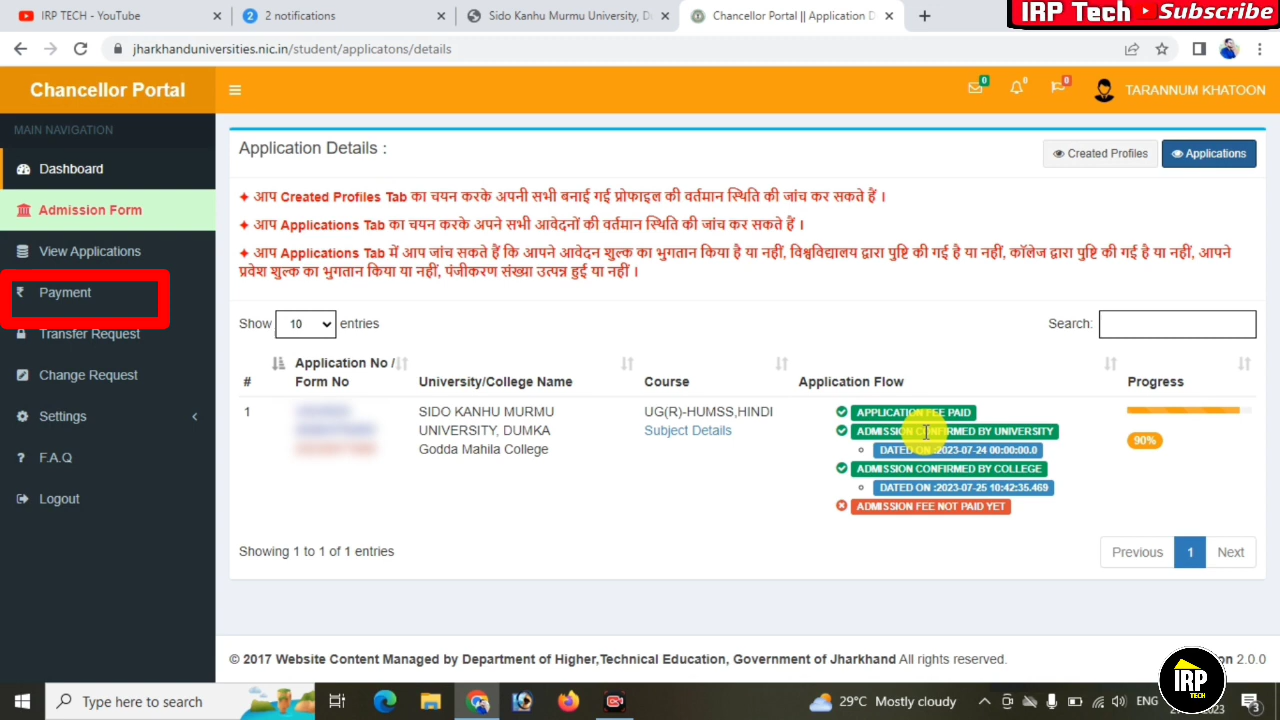 IRP TECH - YouTube
2 notifications
Sido Kanhu Murmu University, D
Chancellor Portal || Application D
IRP Tech Subscribe
jharkhanduniversities.nic.in/student/applicatons/details
Chancellor Portal
0
0
0
TARANNUM KHATOON
MAIN NAVIGATION
Dashboard
Admission Form
View Applications
₹ Payment
Transfer Request
Change Request
Settings
? F.A.Q
Logout
Application Details :
Created Profiles
Applications
आप Created Profiles Tab का चयन करके अपनी सभी बनाई गई प्रोफाइल की वर्तमान स्थिति की जांच कर सकते हैं ।
आप Applications Tab का चयन करके अपने सभी आवेदनों की वर्तमान स्थिति की जांच कर सकते हैं ।
आप Applications Tab में आप जांच सकते हैं कि आपने आवेदन शुल्क का भुगतान किया है या नहीं, विश्वविद्यालय द्वारा पुष्टि की गई है या नहीं, कॉलेज द्वारा पुष्टि की गई है या नहीं, आपने
प्रवेश शुल्क का भुगतान किया या नहीं, पंजीकरण संख्या उत्पन्न हुई या नहीं ।
Show 10 entries
Search:
# Application No / Form No University/College Name Course Application Flow Progress
1
SIDO KANHU MURMU
UNIVERSITY, DUMKA
Godda Mahila College
UG(R)-HUMSS,HINDI
Subject Details
APPLICATION FEE PAID
ADMISSION CONFIRMED BY UNIVERSITY
DATED ON :2023-07-24 00:00:00.0
ADMISSION CONFIRMED BY COLLEGE
DATED ON :2023-07-25 10:42:35.469
ADMISSION FEE NOT PAID YET
90%
Showing 1 to 1 of 1 entries
Previous 1 Next
© 2017 Website Content Managed by Department of Higher,Technical Education, Government of Jharkhand All rights reserved.
2.0.0
IRP
TECH
Type here to search
29°C Mostly cloudy
ENG
3